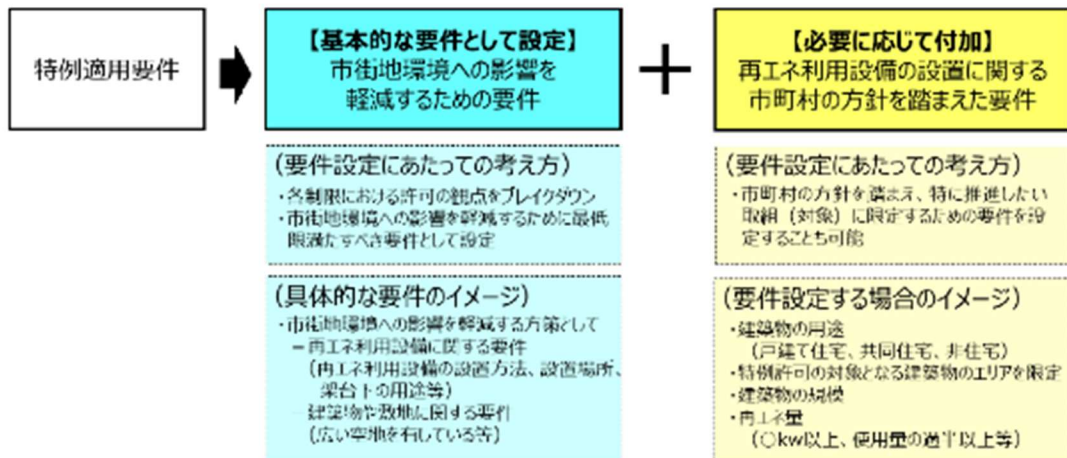 特例適用要件
【基本的な要件として設定】
市街地環境への影響を
軽減するための要件
＋
【必要に応じて付加】
再エネ利用設備の設置に関する
市町村の方針を踏まえた要件
（要件設定にあたっての考え方）
・各制限における許可の観点をブレイクダウン
・市街地環境への影響を軽減するために最低
限満たすべき要件として設定
（具体的な要件のイメージ）
・市街地環境への影響を軽減する方策として
－再エネ利用設備に関する要件
（再エネ利用設備の設置方法、設置場所、
架台下の用途等）
－建築物や敷地に関する要件
（広い空地を有している等）
（要件設定にあたっての考え方）
・市町村の方針を踏まえ、特に推進したい
取組（対象）に限定するための要件を設
定することも可能
（要件設定する場合のイメージ）
・建築物の用途
（戸建て住宅、共同住宅、非住宅）
・特例許可の対象となる建築物のエリアを限定
・建築物の規模
・再エネ量
（○kw以上、使用量の過半以上等）